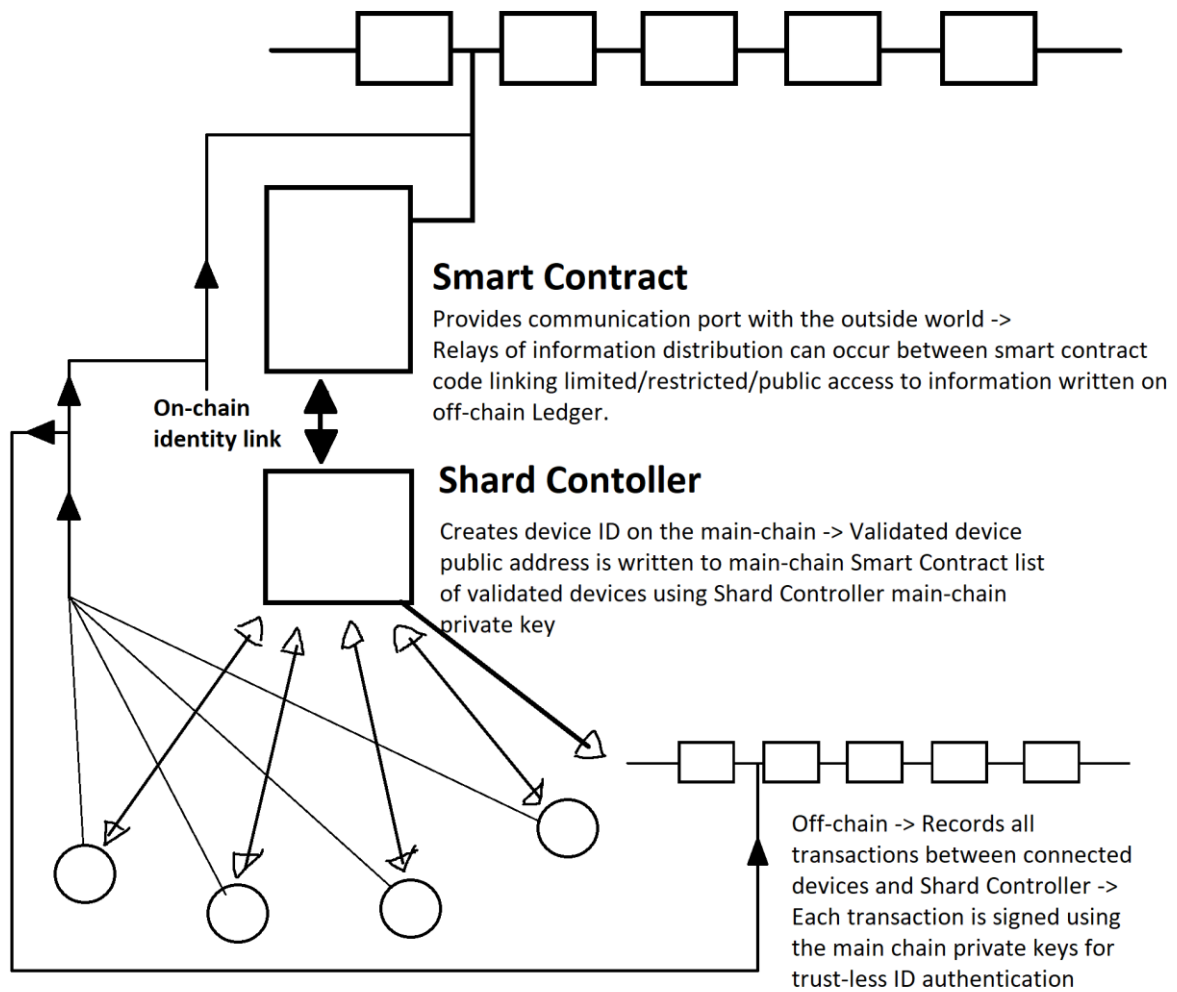 Smart Contract
Provides communication port with the outside world ->
Relays of information distribution can occur between smart contract
code linking limited/restricted/public access to information written on
off-chain Ledger.
On-chain
identity link
Shard Contoller
Creates device ID on the main-chain -> Validated device
public address is written to main-chain Smart Contract list
of validated devices using Shard Controller main-chain
private key
Off-chain -> Records all
transactions between connected
devices and Shard Controller ->
Each transaction is signed using
the main chain private keys for
trust-less ID authentication